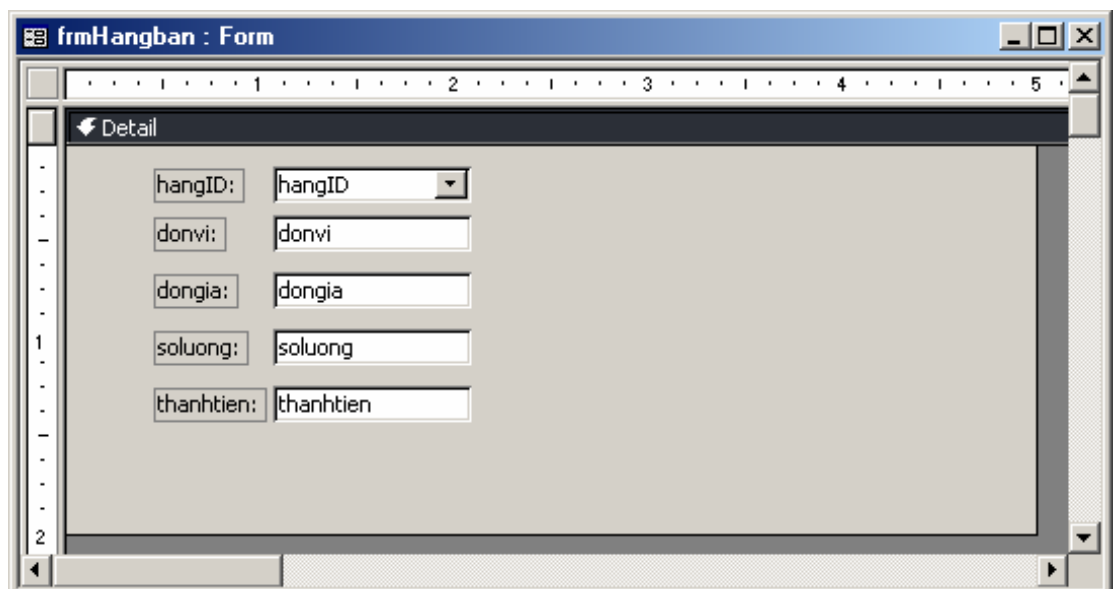 frmHangban : Form
1 2 3 4 5
Detail
hangID: hangID
donvi: donvi
dongia: dongia
1
soluong: soluong
thanhtien: thanhtien
2